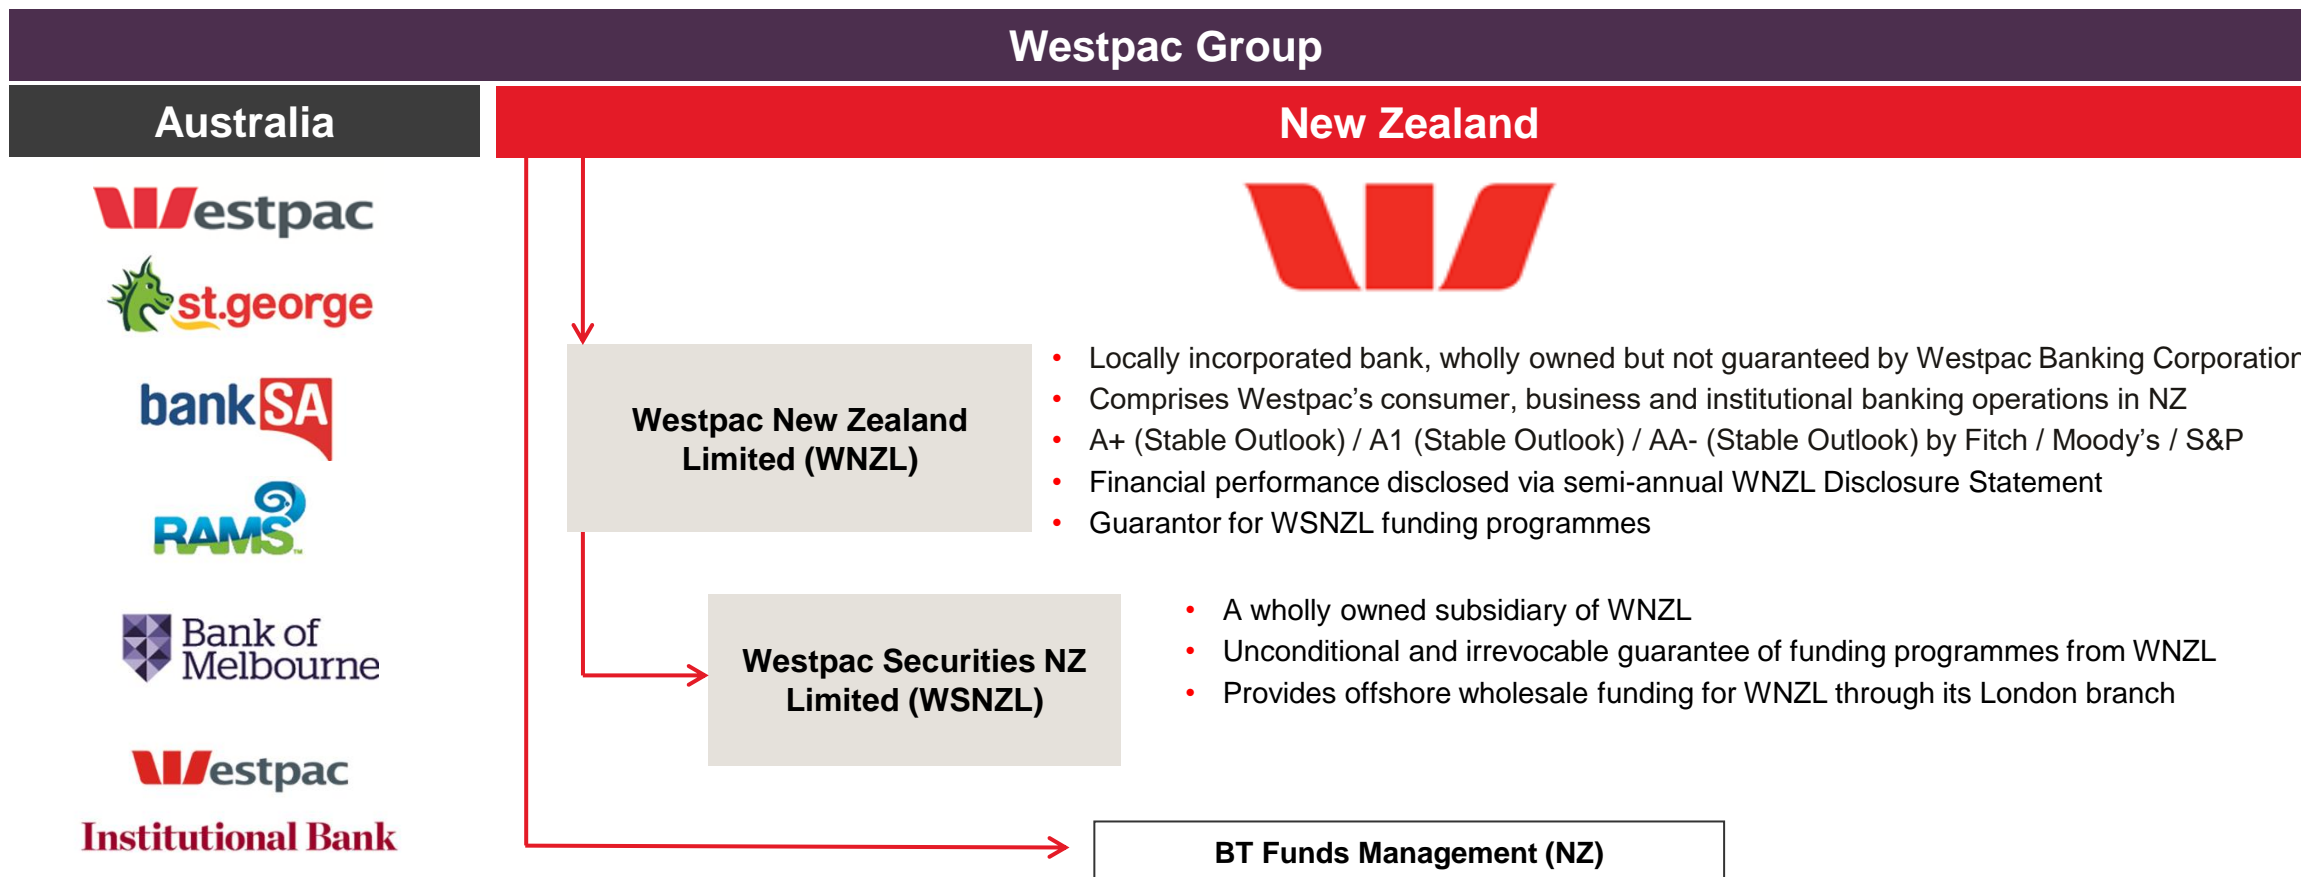 Westpac Group
Australia
New Zealand
Westpac
st.george
bankSA
RAMS™
Bank of
Melbourne
Westpac
Institutional Bank
Westpac New Zealand
Limited (WNZL)
• Locally incorporated bank, wholly owned but not guaranteed by Westpac Banking Corporation
• Comprises Westpac’s consumer, business and institutional banking operations in NZ
• A+ (Stable Outlook) / A1 (Stable Outlook) / AA- (Stable Outlook) by Fitch / Moody’s / S&P
• Financial performance disclosed via semi-annual WNZL Disclosure Statement
• Guarantor for WSNZL funding programmes
Westpac Securities NZ
Limited (WSNZL)
• A wholly owned subsidiary of WNZL
• Unconditional and irrevocable guarantee of funding programmes from WNZL
• Provides offshore wholesale funding for WNZL through its London branch
BT Funds Management (NZ)